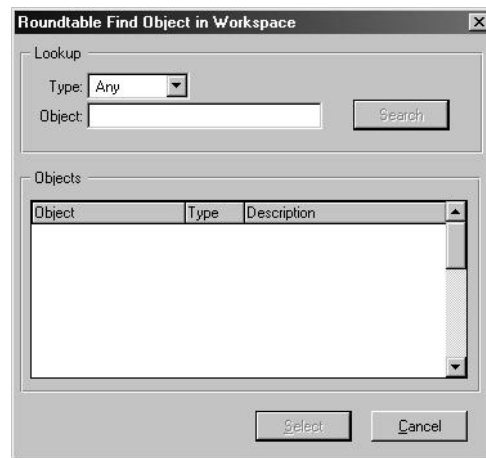 Roundtable Find Object in Workspace
Lookup
Type: Any
Object: Search
Objects
Object Type Description
Select Cancel